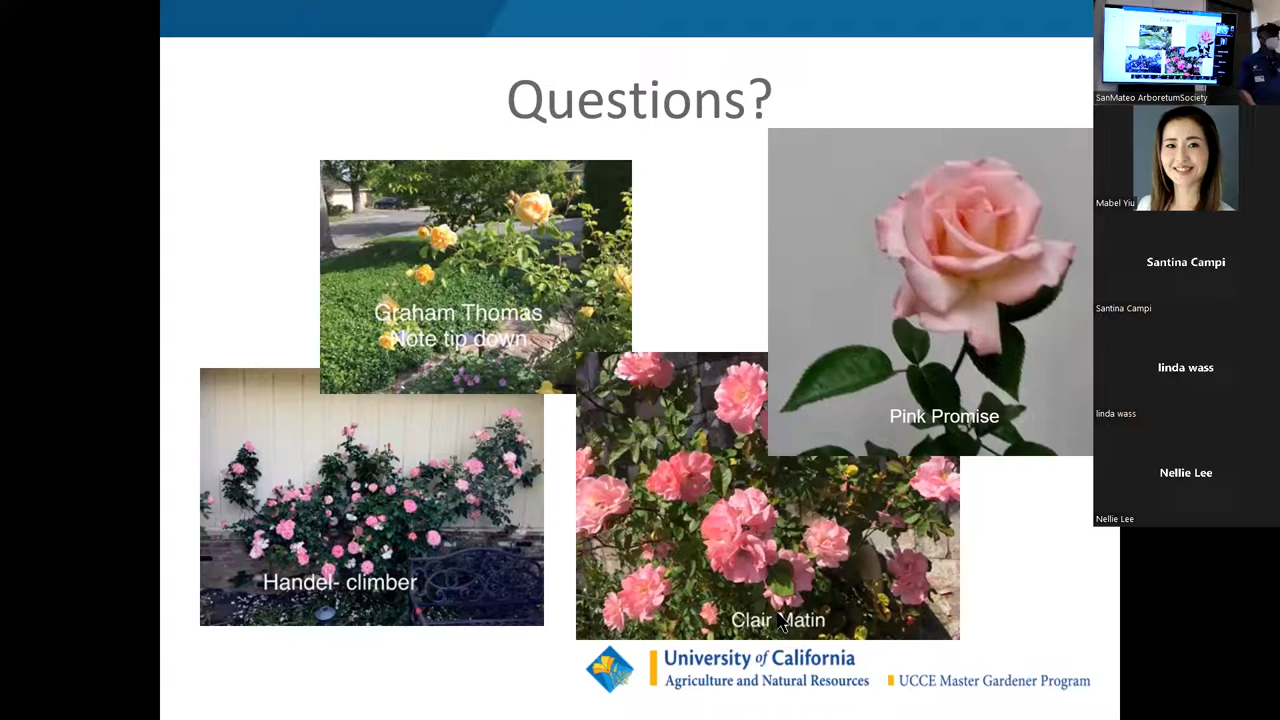 Questions?
Graham Thomas
Note tip down
Pink Promise
Handel- climber
Clair Matin
University of California
Agriculture and Natural Resources
UCCE Master Gardener Program
SanMateo ArboretumSociety
Mabel Yiu
Santina Campi
Santina Campi
linda wass
linda wass
Nellie Lee
Nellie Lee